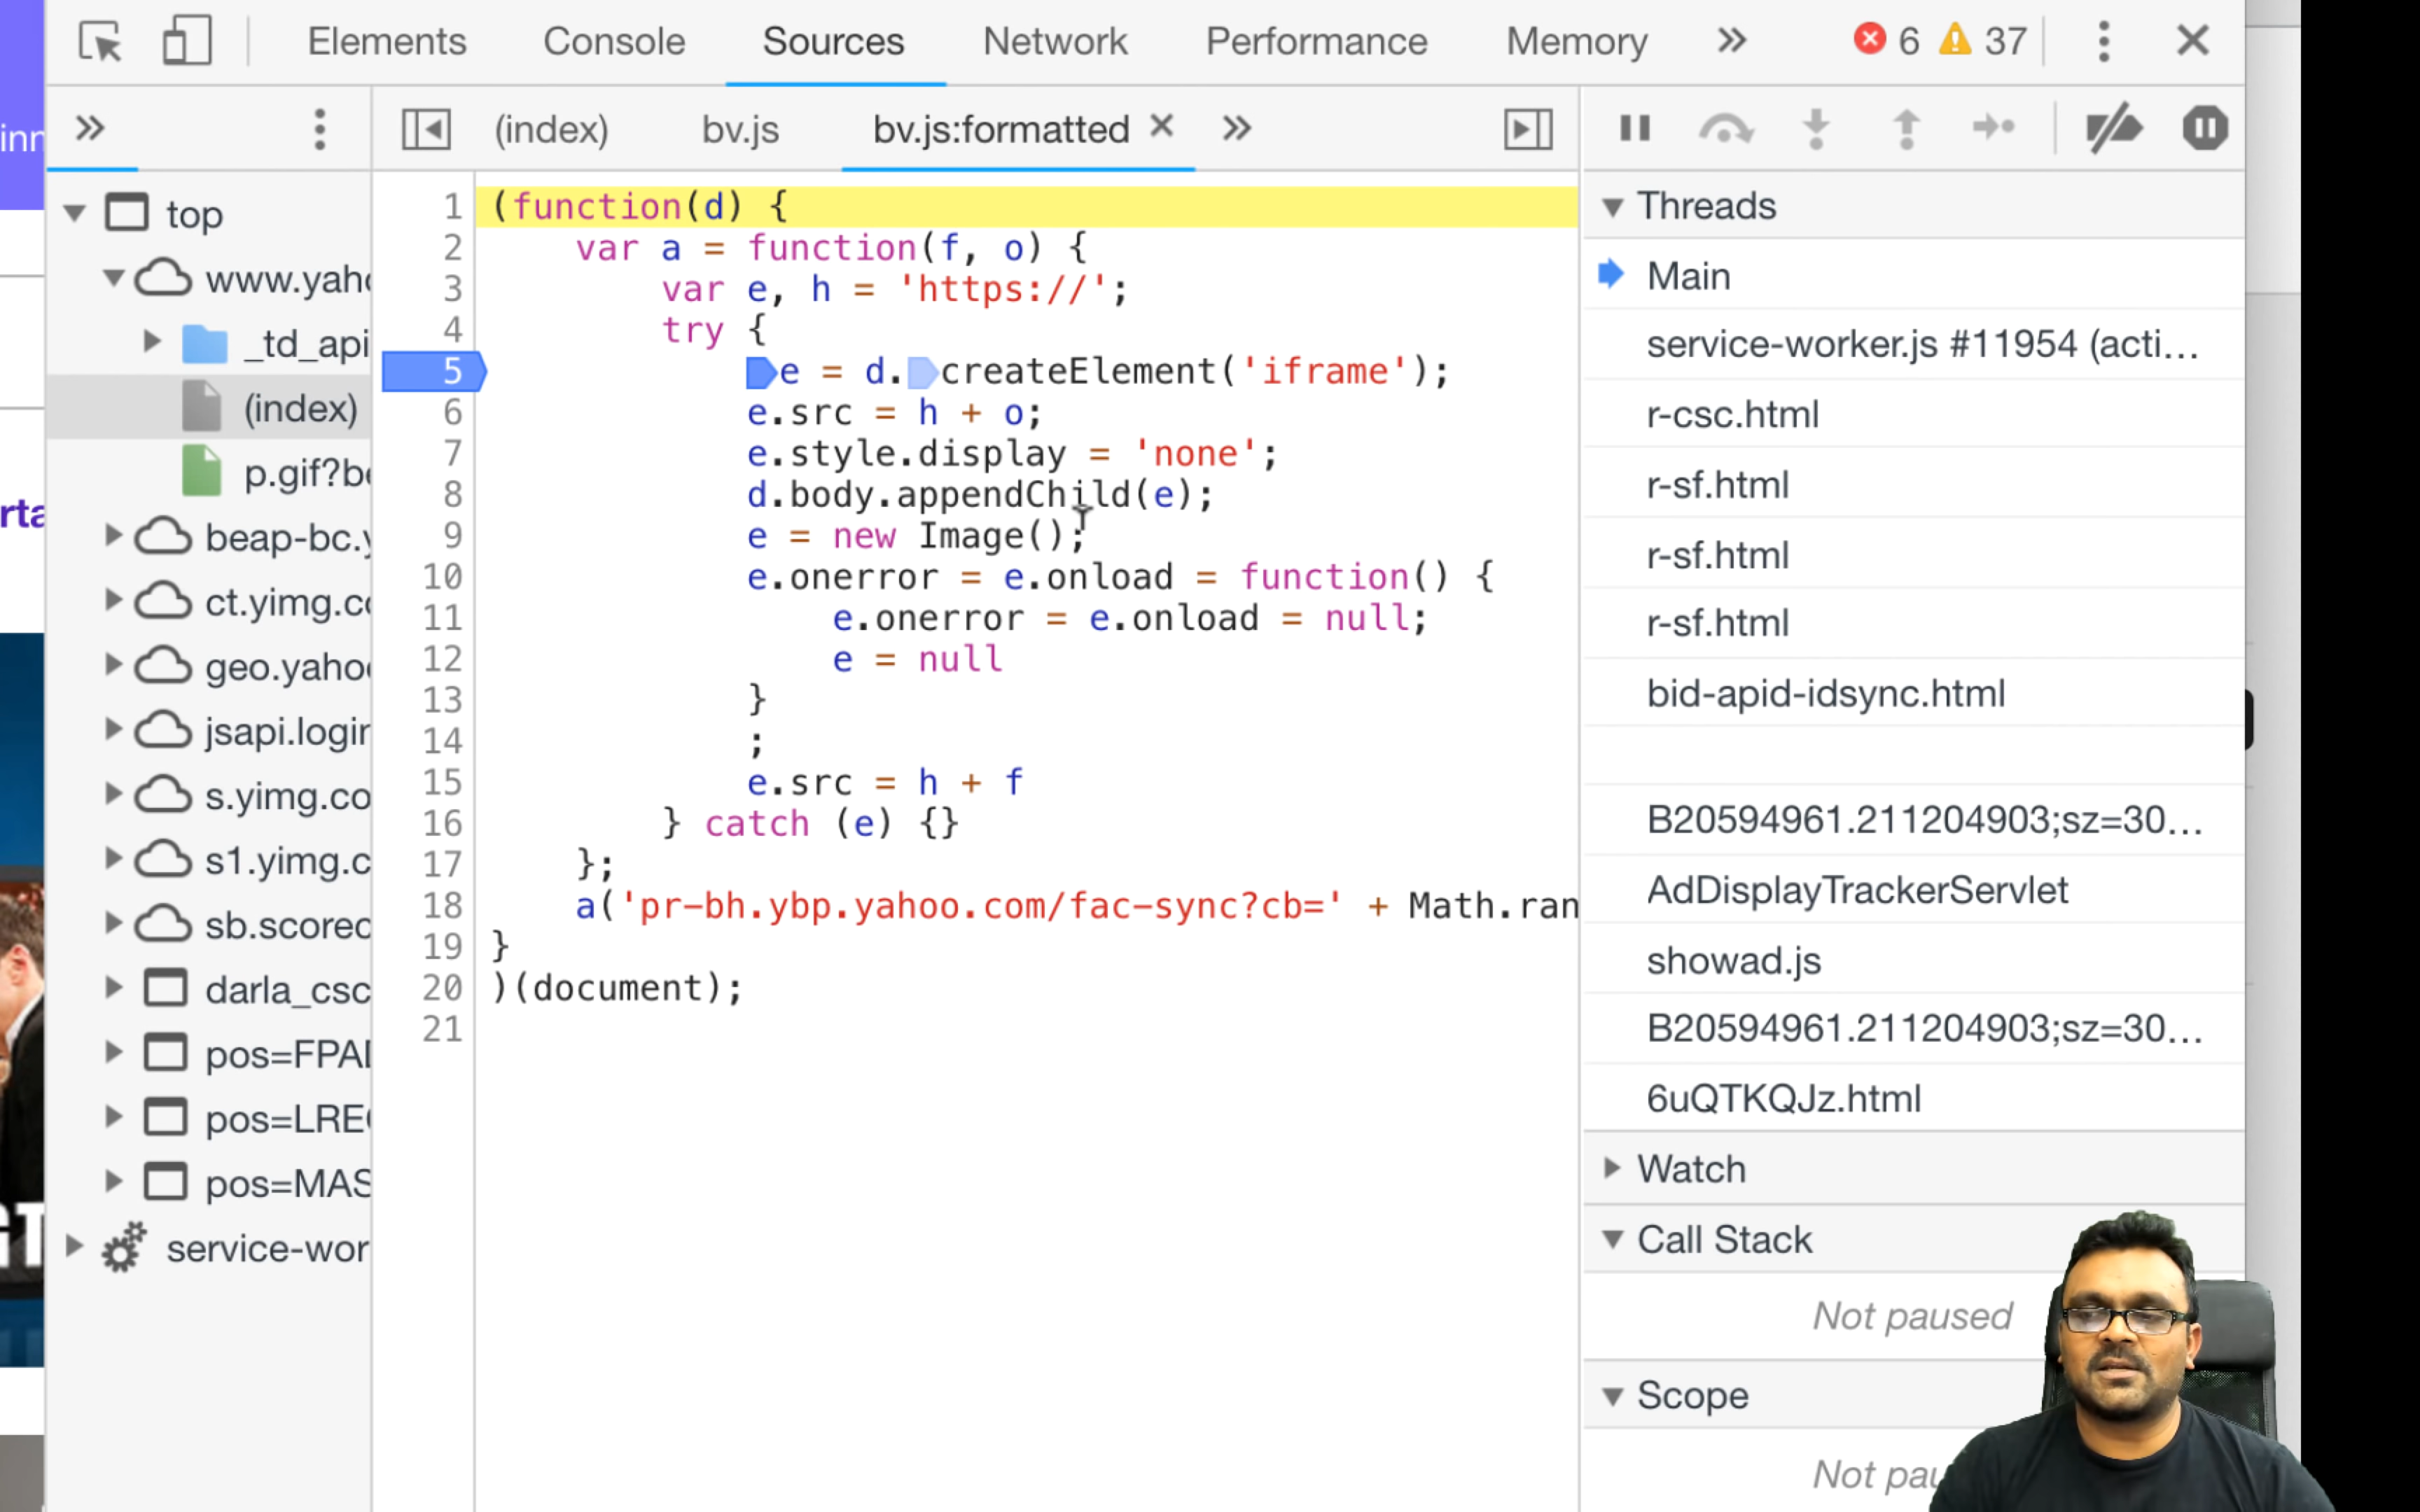 Elements Console Sources Network Performance Memory 6 37
(index) bv.js bv.js:formatted
top
www.yah
_td_api
(index)
p.gif?b
beap-bc.
ct.yimg.c
geo.yaho
jsapi.login
s.yimg.co
s1.yimg.c
sb.scorec
darla_csc
pos=FPA
pos=LRE
pos=MAS
service-wor
1 (function(d) {
2 var a = function(f, o) {
3 var e, h = 'https://';
4 try {
5 e = d.createElement('iframe');
6 e.src = h + o;
7 e.style.display = 'none';
8 d.body.appendChild(e);
9 e = new Image();
10 e.onerror = e.onload = function() {
11 e.onerror = e.onload = null;
12 e = null
13 }
14 ;
15 e.src = h + f
16 } catch (e) {}
17 };
18 a('pr-bh.ybp.yahoo.com/fac-sync?cb=' + Math.ran
19 }
20 )(document);
21
Threads
Main
service-worker.js #11954 (acti...
r-csc.html
r-sf.html
r-sf.html
r-sf.html
bid-apid-idsync.html
B20594961.211204903;sz=30...
AdDisplayTrackerServlet
showad.js
B20594961.211204903;sz=30...
6uQTKQJz.html
Watch
Call Stack
Not paused
Scope
Not pau